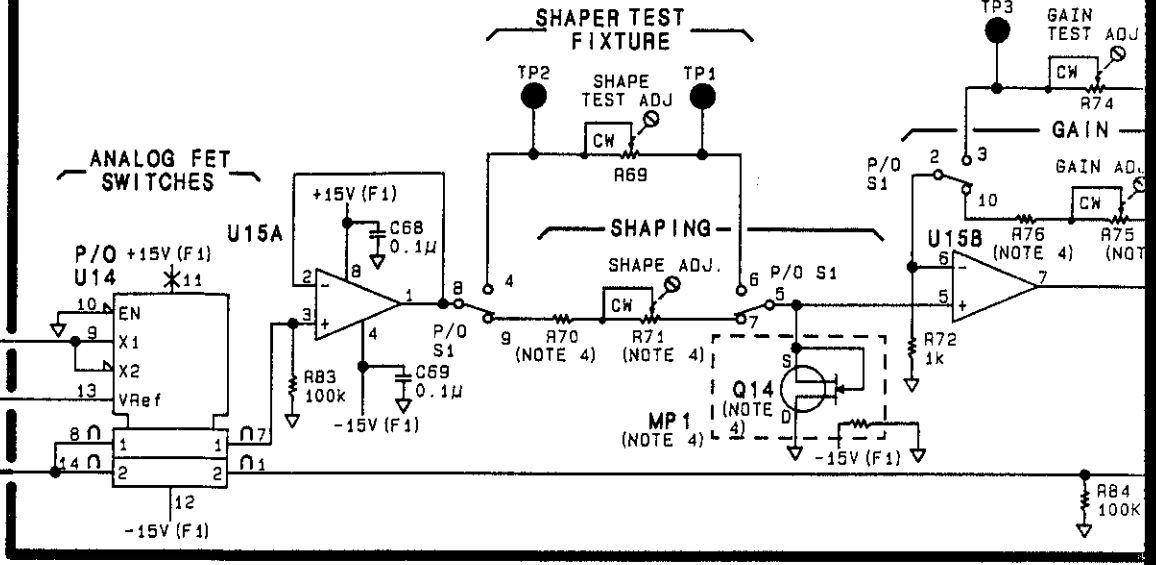 SHAPER TEST
FIXTURE
TP3
GAIN
TEST ADJ
CW
R74
TP2
SHAPE
TEST ADJ
TP1
CW
R69
GAIN
P/O
S1
2
3
10
GAIN ADJ.
CW
R76
(NOTE 4)
R75
(NOT
ANALOG FET
SWITCHES
+15V (F1)
C68
0.1µ
U15A
P/O
U14
+15V (F1)
11
10
EN
9
X1
X2
13
VRef
8
1
1
7
14
2
2
1
12
-15V (F1)
2
-
8
1
3
+
4
R83
100k
C69
0.1µ
-15V (F1)
SHAPING
SHAPE ADJ.
CW
8
4
9
P/O
S1
R70
(NOTE 4)
R71
(NOTE 4)
6
P/O S1
5
7
U15B
6
-
7
5
+
R72
1k
S
Q14
(NOTE
4)
D
MP1
(NOTE 4)
-15V (F1)
R84
100K